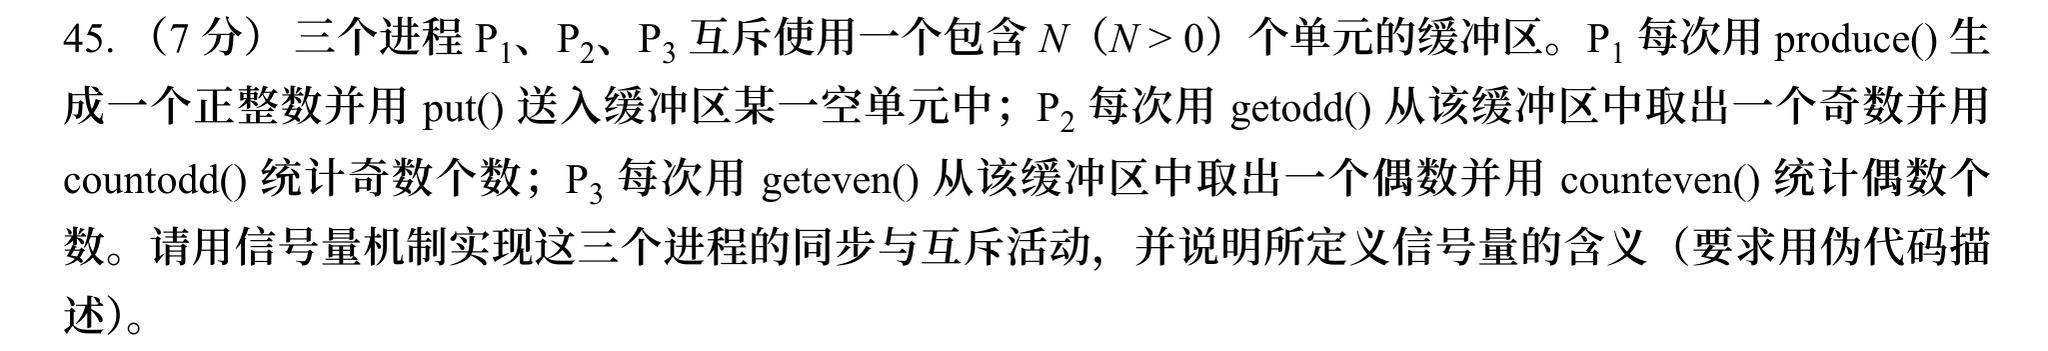 45. （7 分） 三个进程 P₁、P₂、P₃ 互斥使用一个包含 N（N > 0）个单元的缓冲区。P₁ 每次用 produce() 生
成一个正整数并用 put() 送入缓冲区某一空单元中；P₂ 每次用 getodd() 从该缓冲区中取出一个奇数并用
countodd() 统计奇数个数；P₃ 每次用 geteven() 从该缓冲区中取出一个偶数并用 counteven() 统计偶数个
数。请用信号量机制实现这三个进程的同步与互斥活动，并说明所定义信号量的含义（要求用伪代码描
述）。